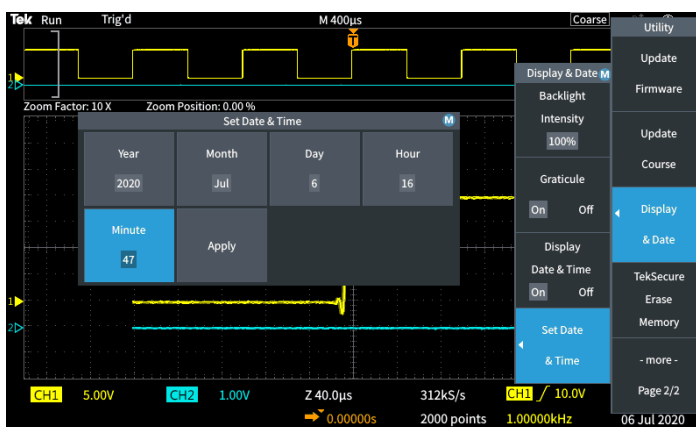 Tek Run Trig'd M 400µs Coarse
T
1
2
Zoom Factor: 10 X Zoom Position: 0.00 %
Set Date & Time M
Year
2020
Month
Jul
Day
6
Hour
16
Minute
47
Apply
Display & Date M
Backlight
Intensity
100%
Graticule
On Off
Display
Date & Time
On Off
Set Date
& Time
Utility
Update
Firmware
Update
Course
Display
& Date
TekSecure
Erase
Memory
- more -
Page 2/2
1
2
CH1 5.00V CH2 1.00V Z 40.0µs 312kS/s CH1 10.0V
0.00000s 2000 points 1.00000kHz 06 Jul 2020